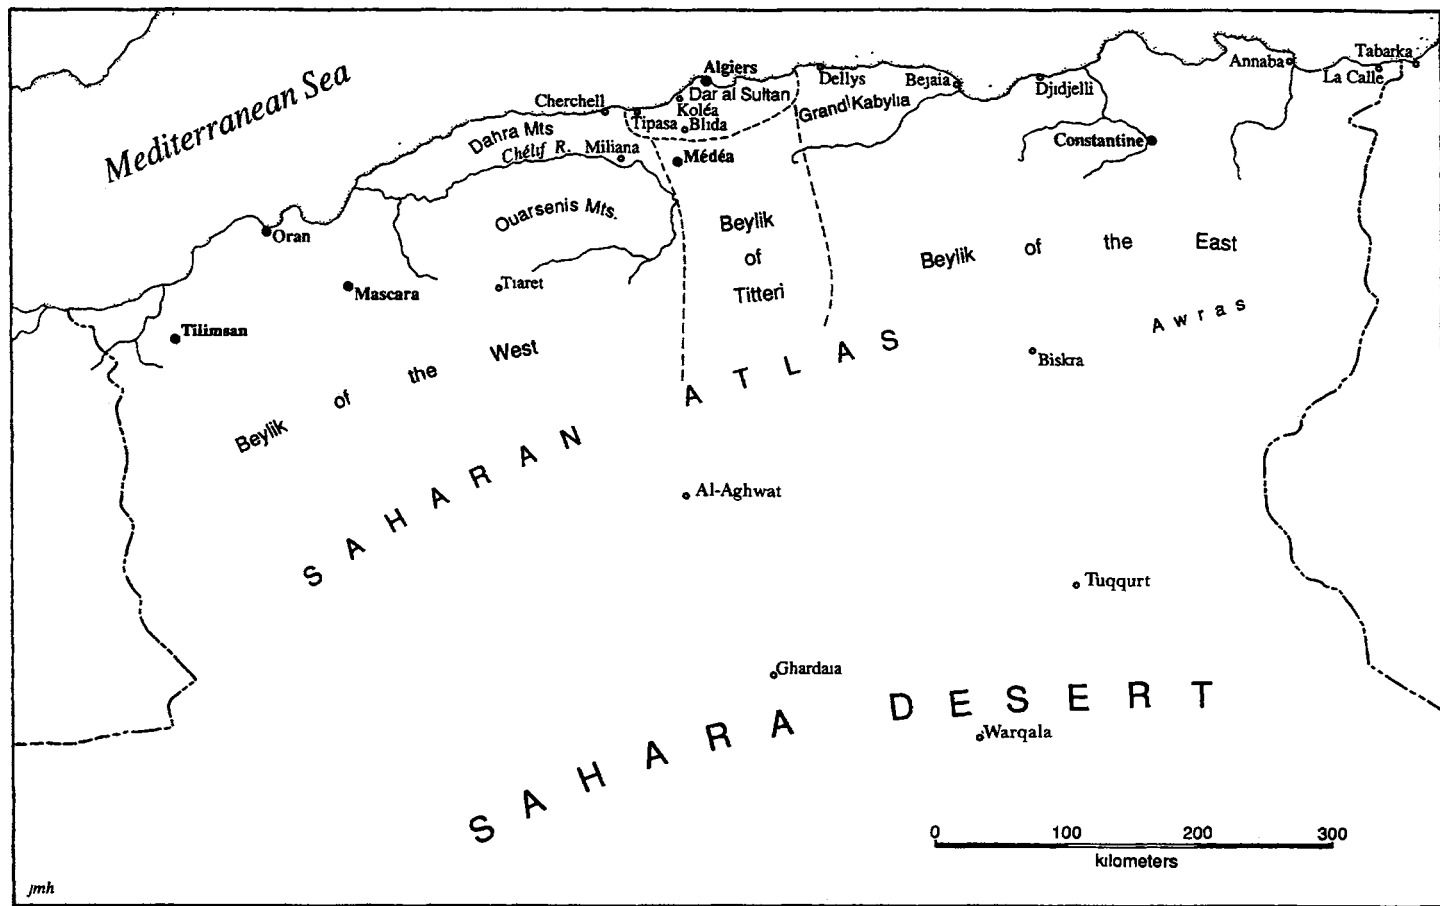 Mediterranean Sea
Algiers
Dar al Sultan
Koléa
Cherchell
Tipasa
Blida
Dellys
Bejaia
Grand Kabylia
Djidjelli
Annaba
Tabarka
La Calle
Constantine
Dahra Mts
Chélif R.
Miliana
Médéa
Ouarsenis Mts.
Oran
Mascara
Tiaret
Tilimsan
Beylik of the West
Beylik
of
Titteri
Beylik of the East
Awras
Biskra
SAHARAN ATLAS
Al-Aghwat
Tuqqurt
Ghardaia
SAHARA DESERT
Warqala
0 100 200 300
kilometers
jmh